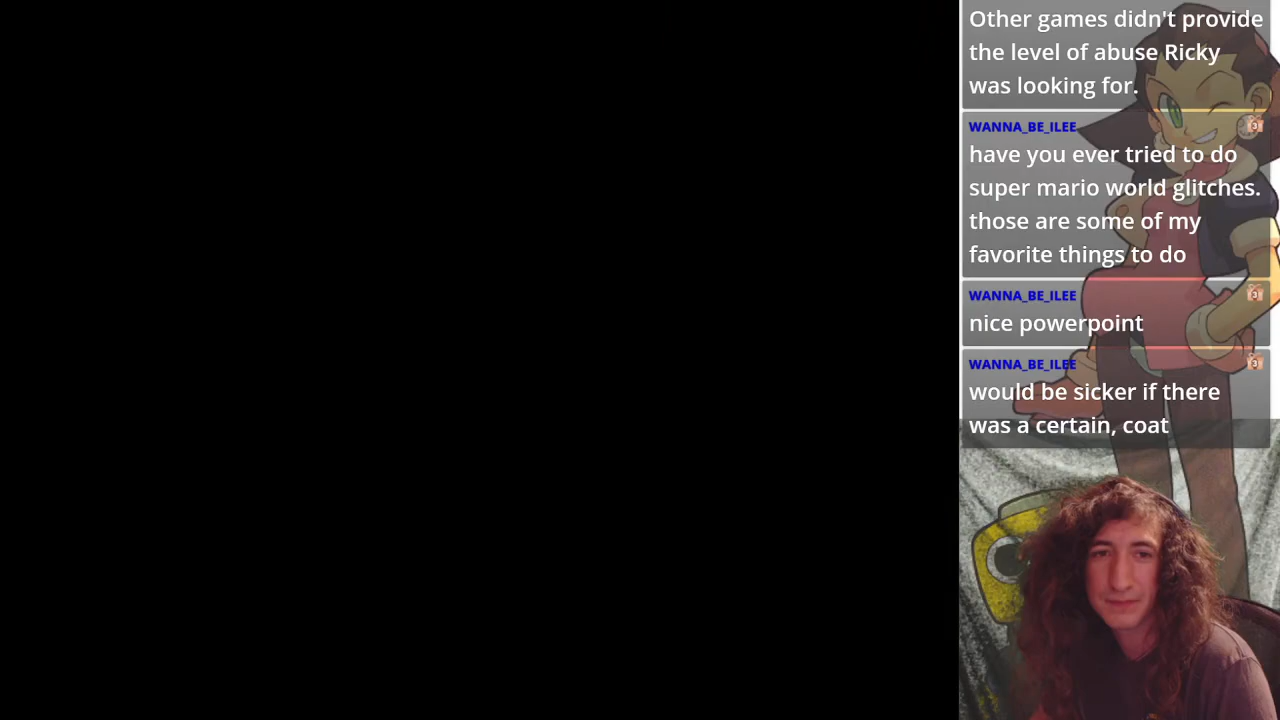 Other games didn't provide
the level of abuse Ricky
was looking for.
WANNA_BE_ILEE
have you ever tried to do
super mario world glitches.
those are some of my
favorite things to do
WANNA_BE_ILEE
nice powerpoint
WANNA_BE_ILEE
would be sicker if there
was a certain, coat